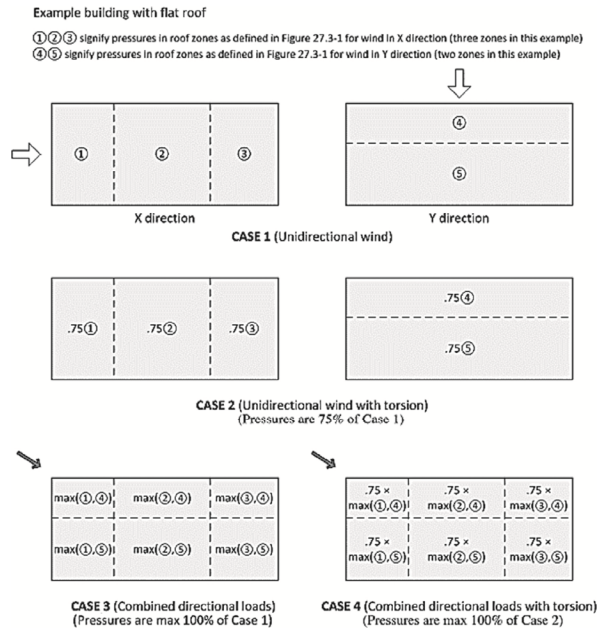 Example building with flat roof
①②③ signify pressures in roof zones as defined in Figure 27.3-1 for wind in X direction (three zones in this example)
④⑤ signify pressures in roof zones as defined in Figure 27.3-1 for wind in Y direction (two zones in this example)
① ② ③
④
⑤
X direction
Y direction
CASE 1 (Unidirectional wind)
.75① .75② .75③
.75④
.75⑤
CASE 2 (Unidirectional wind with torsion)
(Pressures are 75% of Case 1)
max(①,④) max(②,④) max(③,④)
max(①,⑤) max(②,⑤) max(③,⑤)
.75 × .75 × .75 ×
max(①,④) max(②,④) max(③,④)
.75 × .75 × .75 ×
max(①,⑤) max(②,⑤) max(③,⑤)
CASE 3 (Combined directional loads)
(Pressures are max 100% of Case 1)
CASE 4 (Combined directional loads with torsion)
(Pressures are max 100% of Case 2)